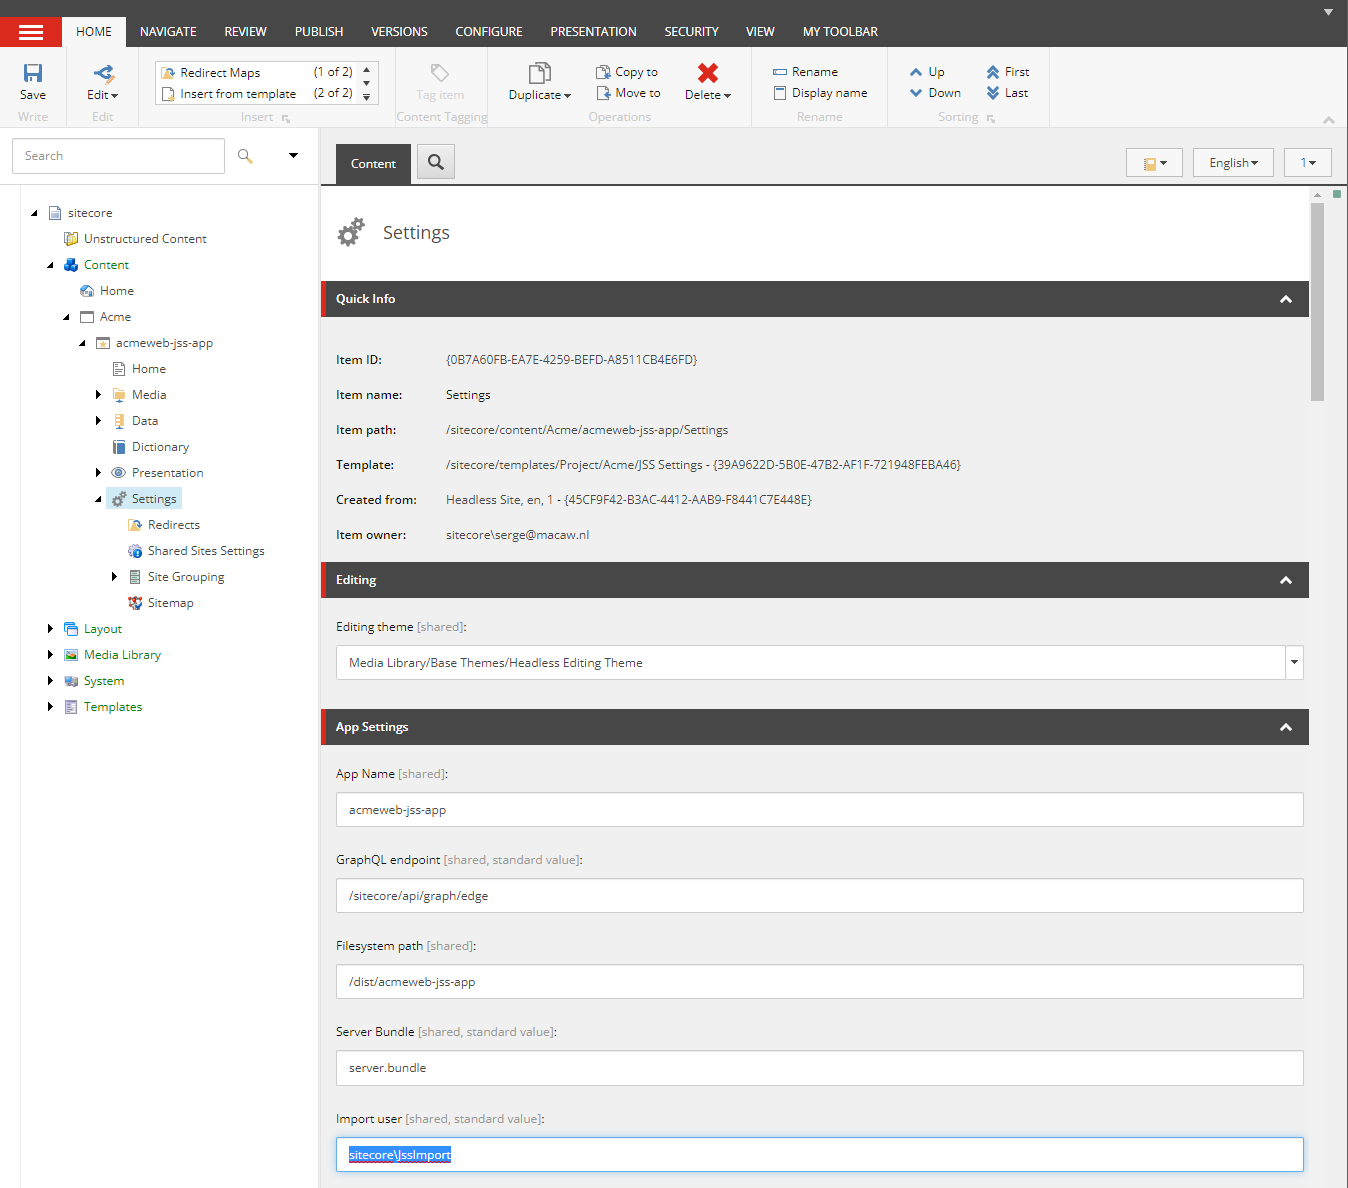 HOME NAVIGATE REVIEW PUBLISH VERSIONS CONFIGURE PRESENTATION SECURITY VIEW MY TOOLBAR
Save
Write
Edit
Edit
Redirect Maps (1 of 2)
Insert from template (2 of 2)
Insert
Tag item
Content Tagging
Duplicate
Copy to
Move to
Delete
Operations
Rename
Display name
Rename
Up
Down
First
Last
Sorting
Search
Content
English
1
sitecore
Unstructured Content
Content
Home
Acme
acmeweb-jss-app
Home
Media
Data
Dictionary
Presentation
Settings
Redirects
Shared Sites Settings
Site Grouping
Sitemap
Layout
Media Library
System
Templates
Settings
Quick Info
Item ID: {0B7A60FB-EA7E-4259-BEFD-A8511CB4E6FD}
Item name: Settings
Item path: /sitecore/content/Acme/acmeweb-jss-app/Settings
Template: /sitecore/templates/Project/Acme/JSS Settings - {39A9622D-5B0E-47B2-AF1F-721948FEBA46}
Created from: Headless Site, en, 1 - {45CF9F42-B3AC-4412-AAB9-F8441C7E448E}
Item owner: sitecore\serge@macaw.nl
Editing
Editing theme [shared]:
Media Library/Base Themes/Headless Editing Theme
App Settings
App Name [shared]:
acmeweb-jss-app
GraphQL endpoint [shared, standard value]:
/sitecore/api/graph/edge
Filesystem path [shared]:
/dist/acmeweb-jss-app
Server Bundle [shared, standard value]:
server.bundle
Import user [shared, standard value]:
sitecore\JssImport